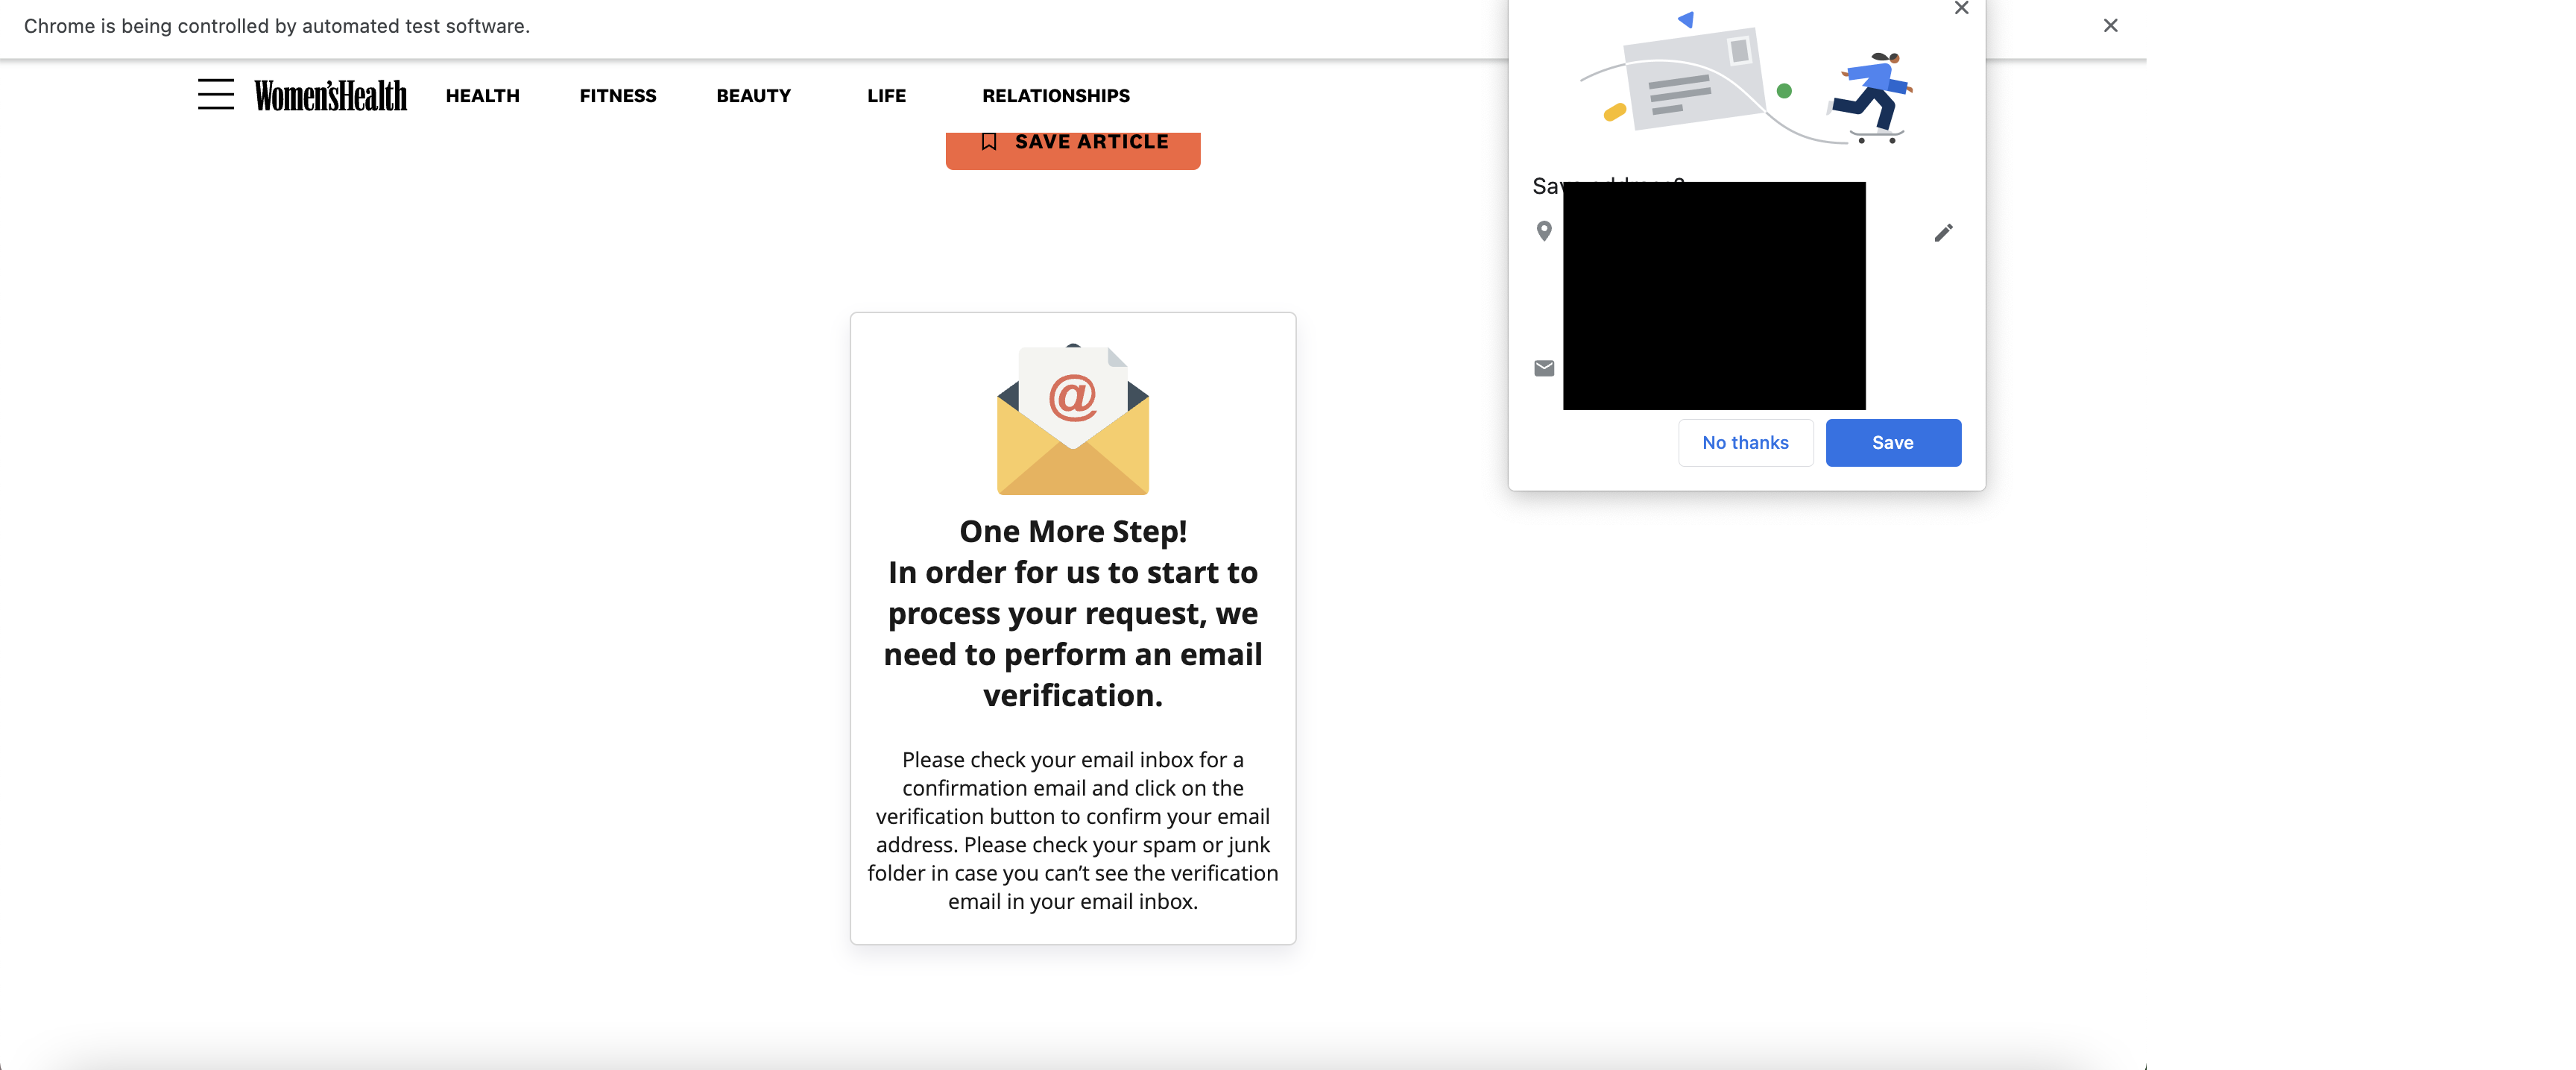 Chrome is being controlled by automated test software.
Women'sHealth
HEALTH
FITNESS
BEAUTY
LIFE
RELATIONSHIPS
SAVE ARTICLE
One More Step!
In order for us to start to
process your request, we
need to perform an email
verification.
Please check your email inbox for a
confirmation email and click on the
verification button to confirm your email
address. Please check your spam or junk
folder in case you can’t see the verification
email in your email inbox.
@
Save address?
No thanks
Save